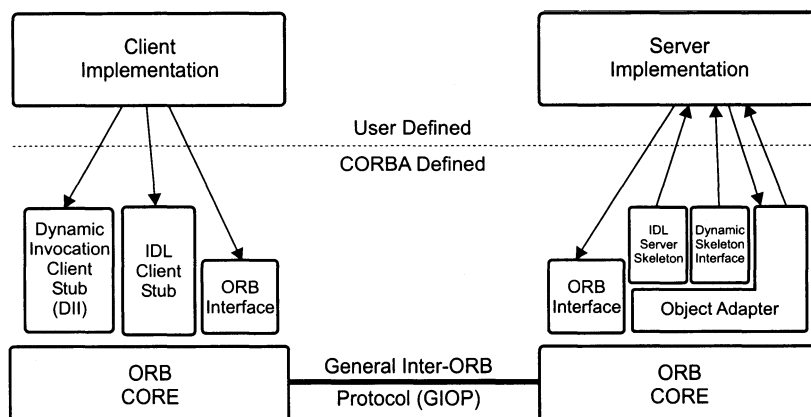 Client
Implementation
Server
Implementation
User Defined
CORBA Defined
Dynamic
Invocation
Client
Stub
(DII)
IDL
Client
Stub
ORB
Interface
ORB
Interface
IDL
Server
Skeleton
Dynamic
Skeleton
Interface
Object Adapter
ORB
CORE
General Inter-ORB
Protocol (GIOP)
ORB
CORE